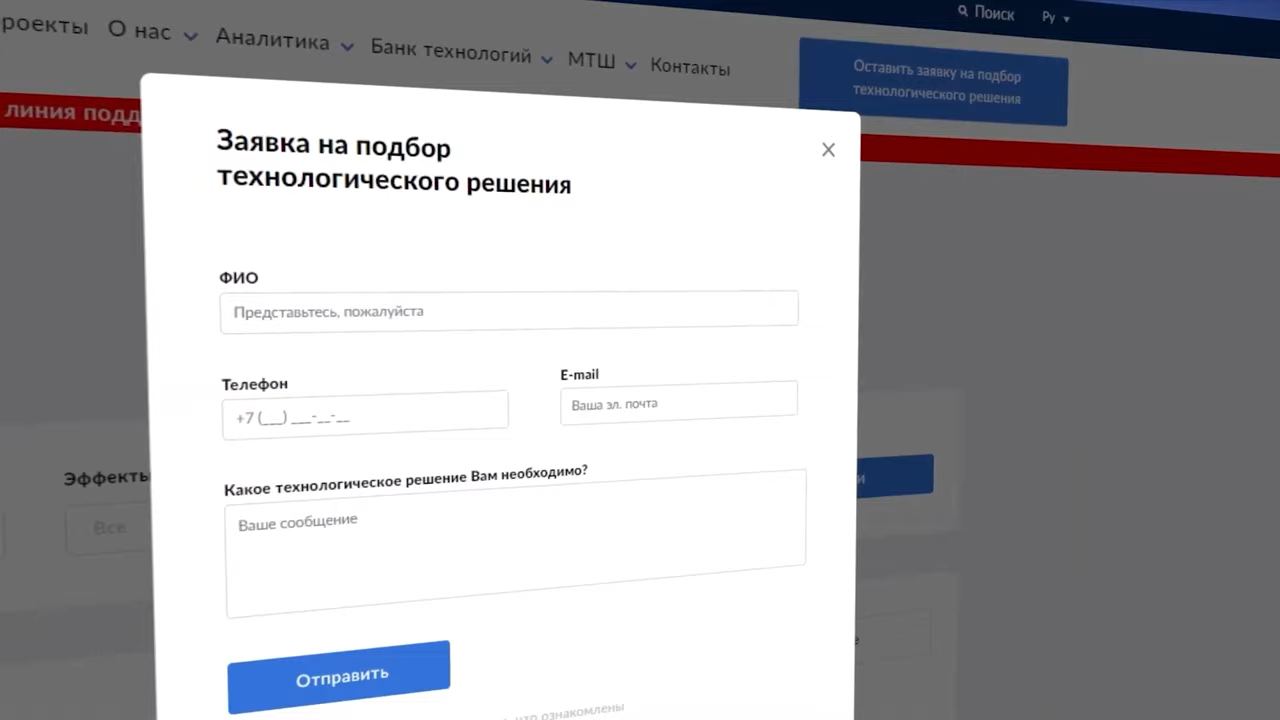 Поиск
Ру
роекты
О нас
Аналитика
Банк технологий
МТШ
Контакты
Оставить заявку на подбор
технологического решения
линия подд
Заявка на подбор
технологического решения
ФИО
Представьтесь, пожалуйста
Телефон
E-mail
+7 (___) ___-__-__
Ваша эл. почта
Какое технологическое решение Вам необходимо?
Ваше сообщение
Эффекты
Все
и
е
Отправить
что ознакомлены